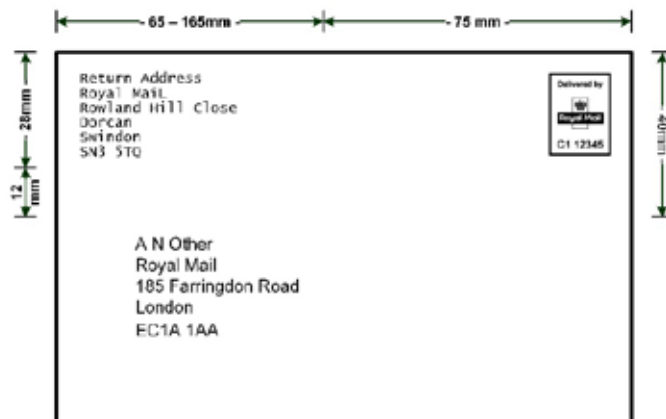 - 65 – 165mm -
- 75 mm -
- 28mm -
12
mm
- 40mm -
Return Address
Royal Mail
Rowland Hill Close
Dorcan
Swindon
SN3 5TQ
Delivered by
Royal Mail
C1 12345
A N Other
Royal Mail
185 Farringdon Road
London
EC1A 1AA